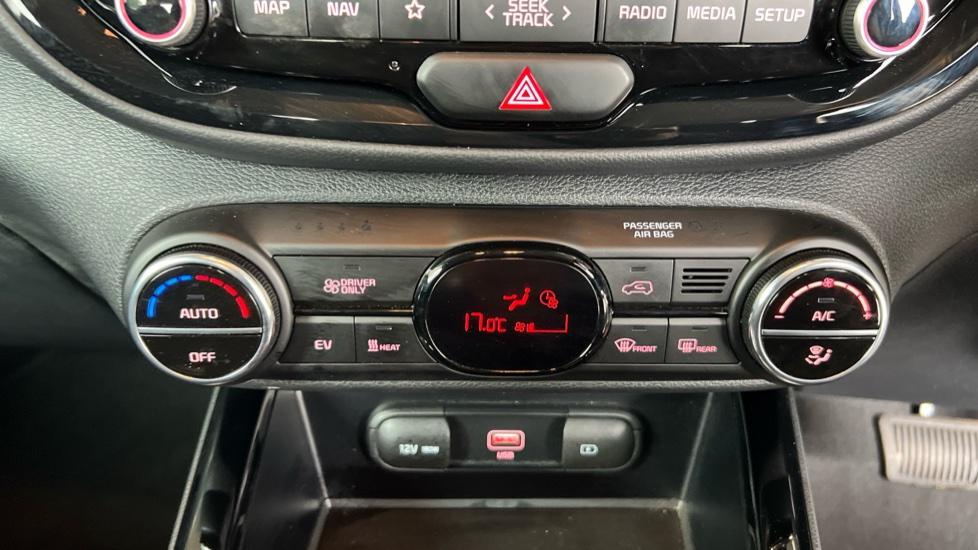 MAP NAV < SEEK TRACK > RADIO MEDIA SETUP
PASSENGER
AIR BAG
DRIVER
ONLY
AUTO
OFF
17.0°C
A/C
EV
HEAT
FRONT
REAR
12V
USB